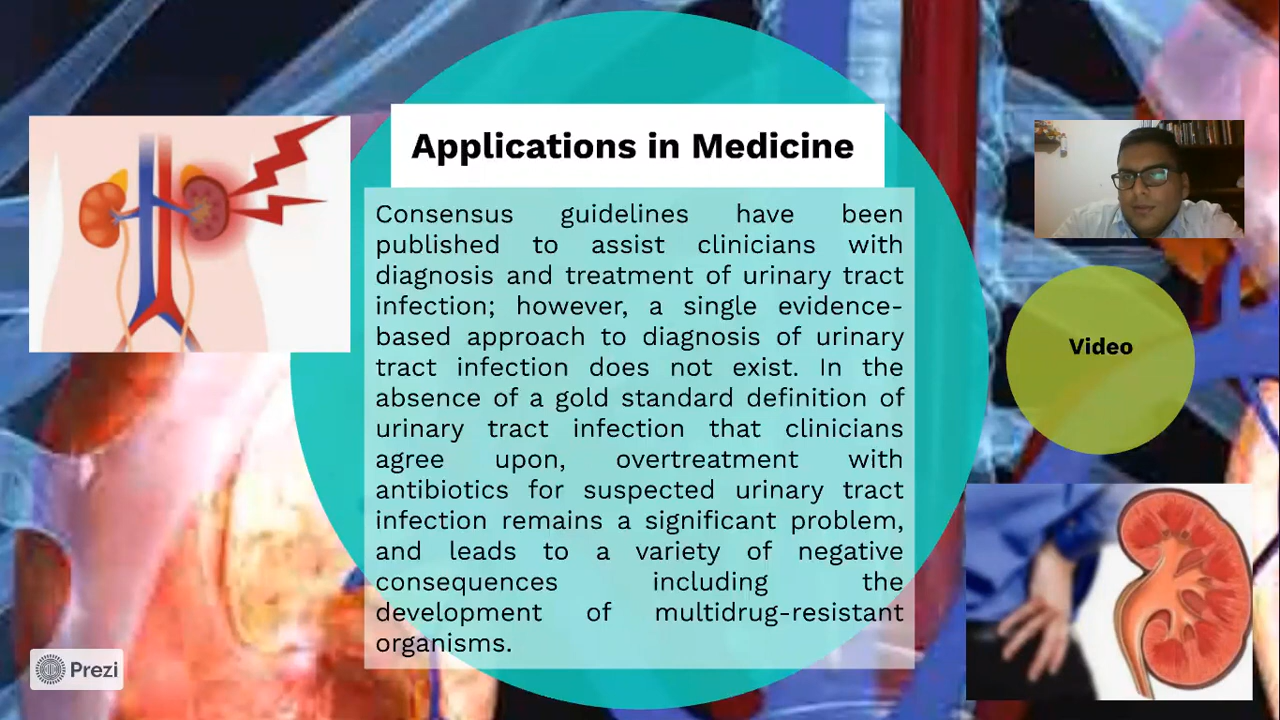 Applications in Medicine
Consensus guidelines have been
published to assist clinicians with
diagnosis and treatment of urinary tract
infection; however, a single evidence-
based approach to diagnosis of urinary
tract infection does not exist. In the
absence of a gold standard definition of
urinary tract infection that clinicians
agree upon, overtreatment with
antibiotics for suspected urinary tract
infection remains a significant problem,
and leads to a variety of negative
consequences including the
development of multidrug-resistant
organisms.
Video
Prezi